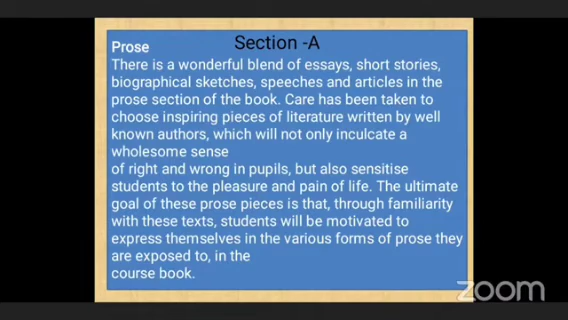 Section -A
Prose
There is a wonderful blend of essays, short stories,
biographical sketches, speeches and articles in the
prose section of the book. Care has been taken to
choose inspiring pieces of literature written by well
known authors, which will not only inculcate a
wholesome sense
of right and wrong in pupils, but also sensitise
students to the pleasure and pain of life. The ultimate
goal of these prose pieces is that, through familiarity
with these texts, students will be motivated to
express themselves in the various forms of prose they
are exposed to, in the
course book.
zoom